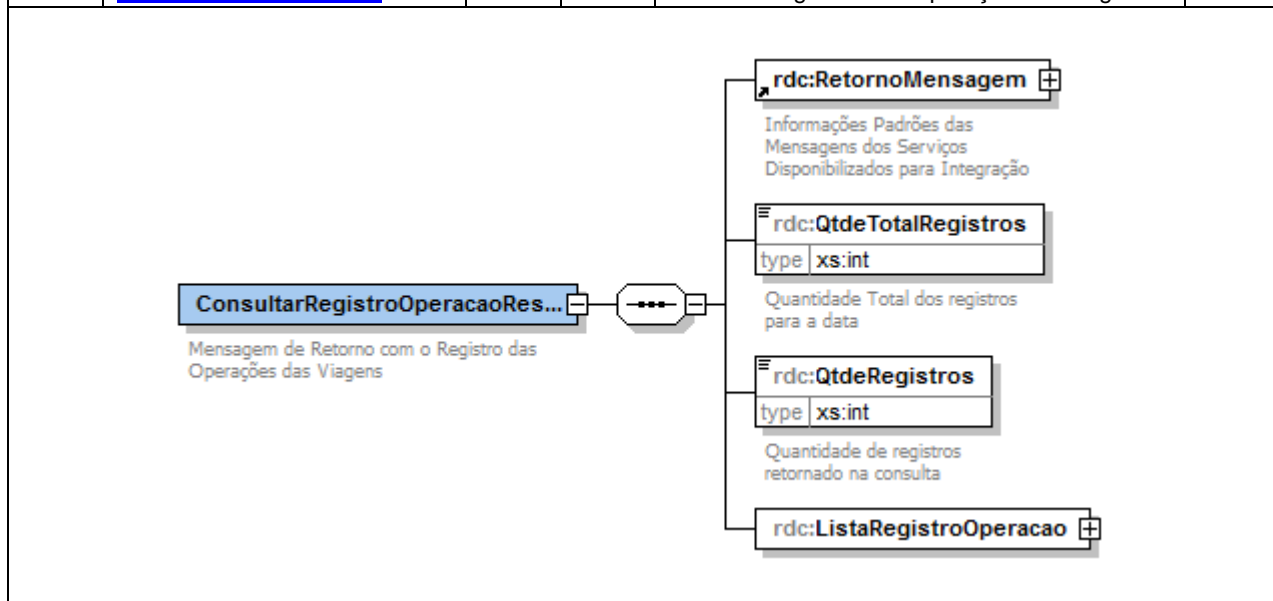 rdc:RetornoMensagem
Informações Padrões das
Mensagens dos Serviços
Disponibilizados para Integração
rdc:QtdeTotalRegistros
type xs:int
Quantidade Total dos registros
para a data
ConsultarRegistroOperacaoRes...
Mensagem de Retorno com o Registro das
Operações das Viagens
rdc:QtdeRegistros
type xs:int
Quantidade de registros
retornado na consulta
rdc:ListaRegistroOperacao